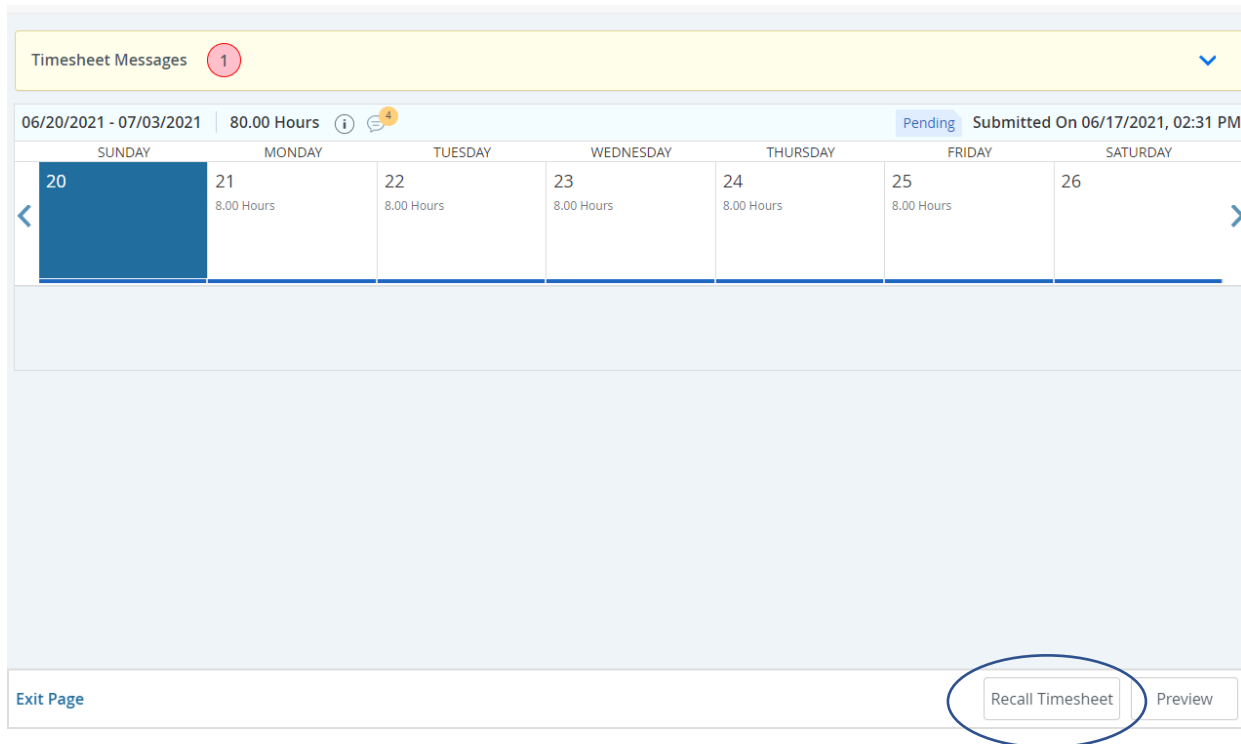 Timesheet Messages 1
06/20/2021 - 07/03/2021 80.00 Hours i 4 Pending Submitted On 06/17/2021, 02:31 PM
SUNDAY MONDAY TUESDAY WEDNESDAY THURSDAY FRIDAY SATURDAY
20 21 22 23 24 25 26
8.00 Hours 8.00 Hours 8.00 Hours 8.00 Hours 8.00 Hours
Exit Page Recall Timesheet Preview